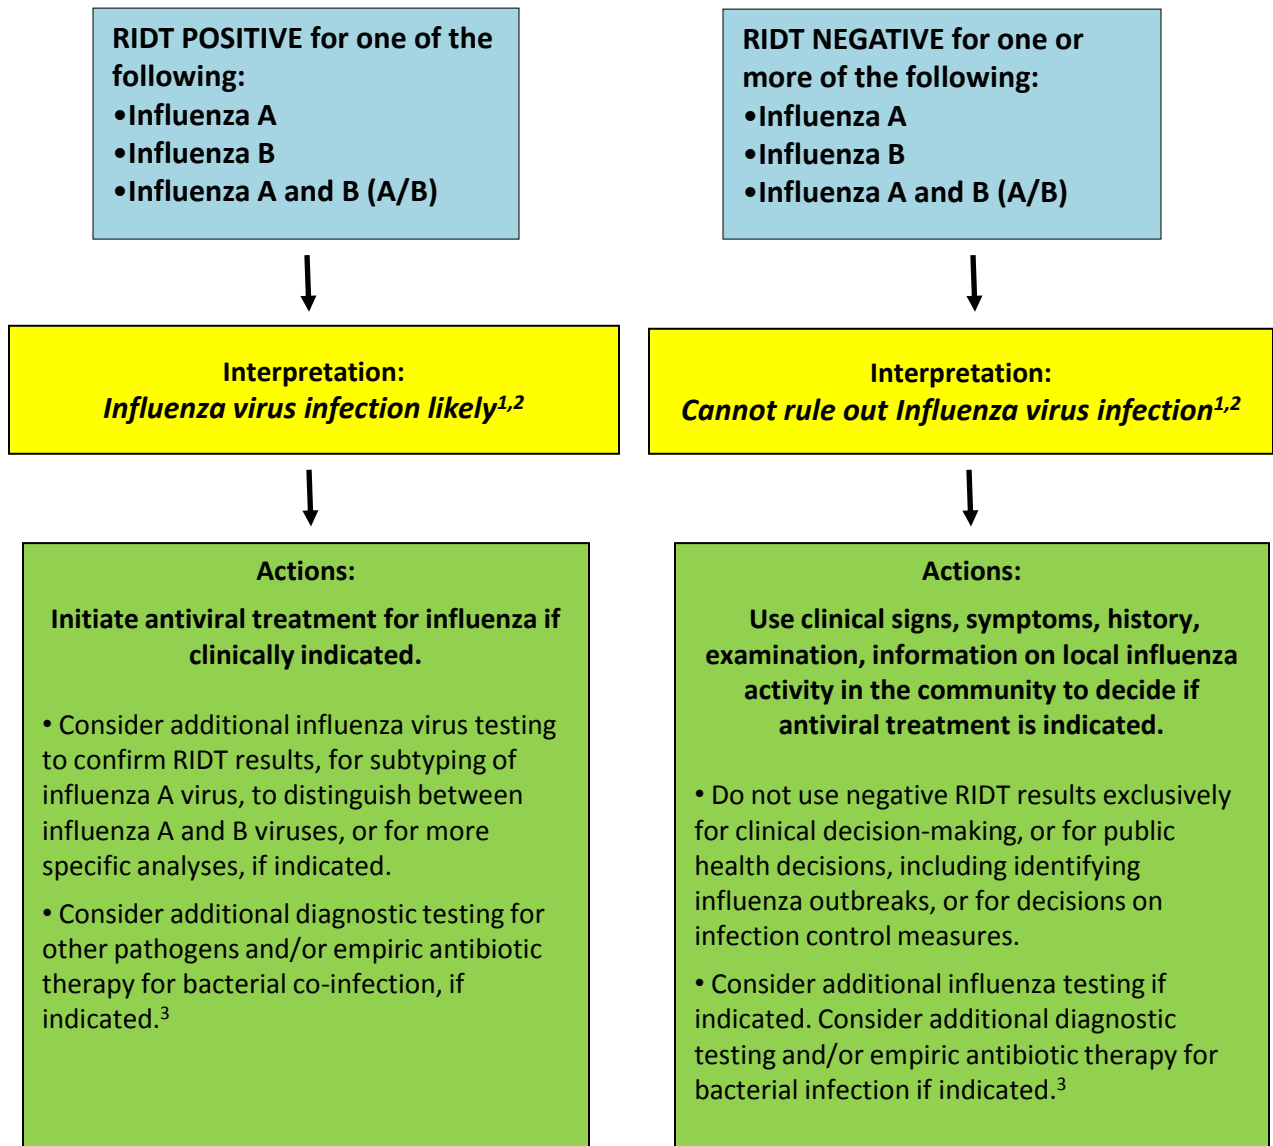 RIDT POSITIVE for one of the
following:
•Influenza A
•Influenza B
•Influenza A and B (A/B)
Interpretation:
Influenza virus infection likely1,2
Actions:
Initiate antiviral treatment for influenza if
clinically indicated.
• Consider additional influenza virus testing
to confirm RIDT results, for subtyping of
influenza A virus, to distinguish between
influenza A and B viruses, or for more
specific analyses, if indicated.
• Consider additional diagnostic testing for
other pathogens and/or empiric antibiotic
therapy for bacterial co-infection, if
indicated.3
RIDT NEGATIVE for one or
more of the following:
•Influenza A
•Influenza B
•Influenza A and B (A/B)
Interpretation:
Cannot rule out Influenza virus infection1,2
Actions:
Use clinical signs, symptoms, history,
examination, information on local influenza
activity in the community to decide if
antiviral treatment is indicated.
• Do not use negative RIDT results exclusively
for clinical decision-making, or for public
health decisions, including identifying
influenza outbreaks, or for decisions on
infection control measures.
• Consider additional influenza testing if
indicated. Consider additional diagnostic
testing and/or empiric antibiotic therapy for
bacterial infection if indicated.3